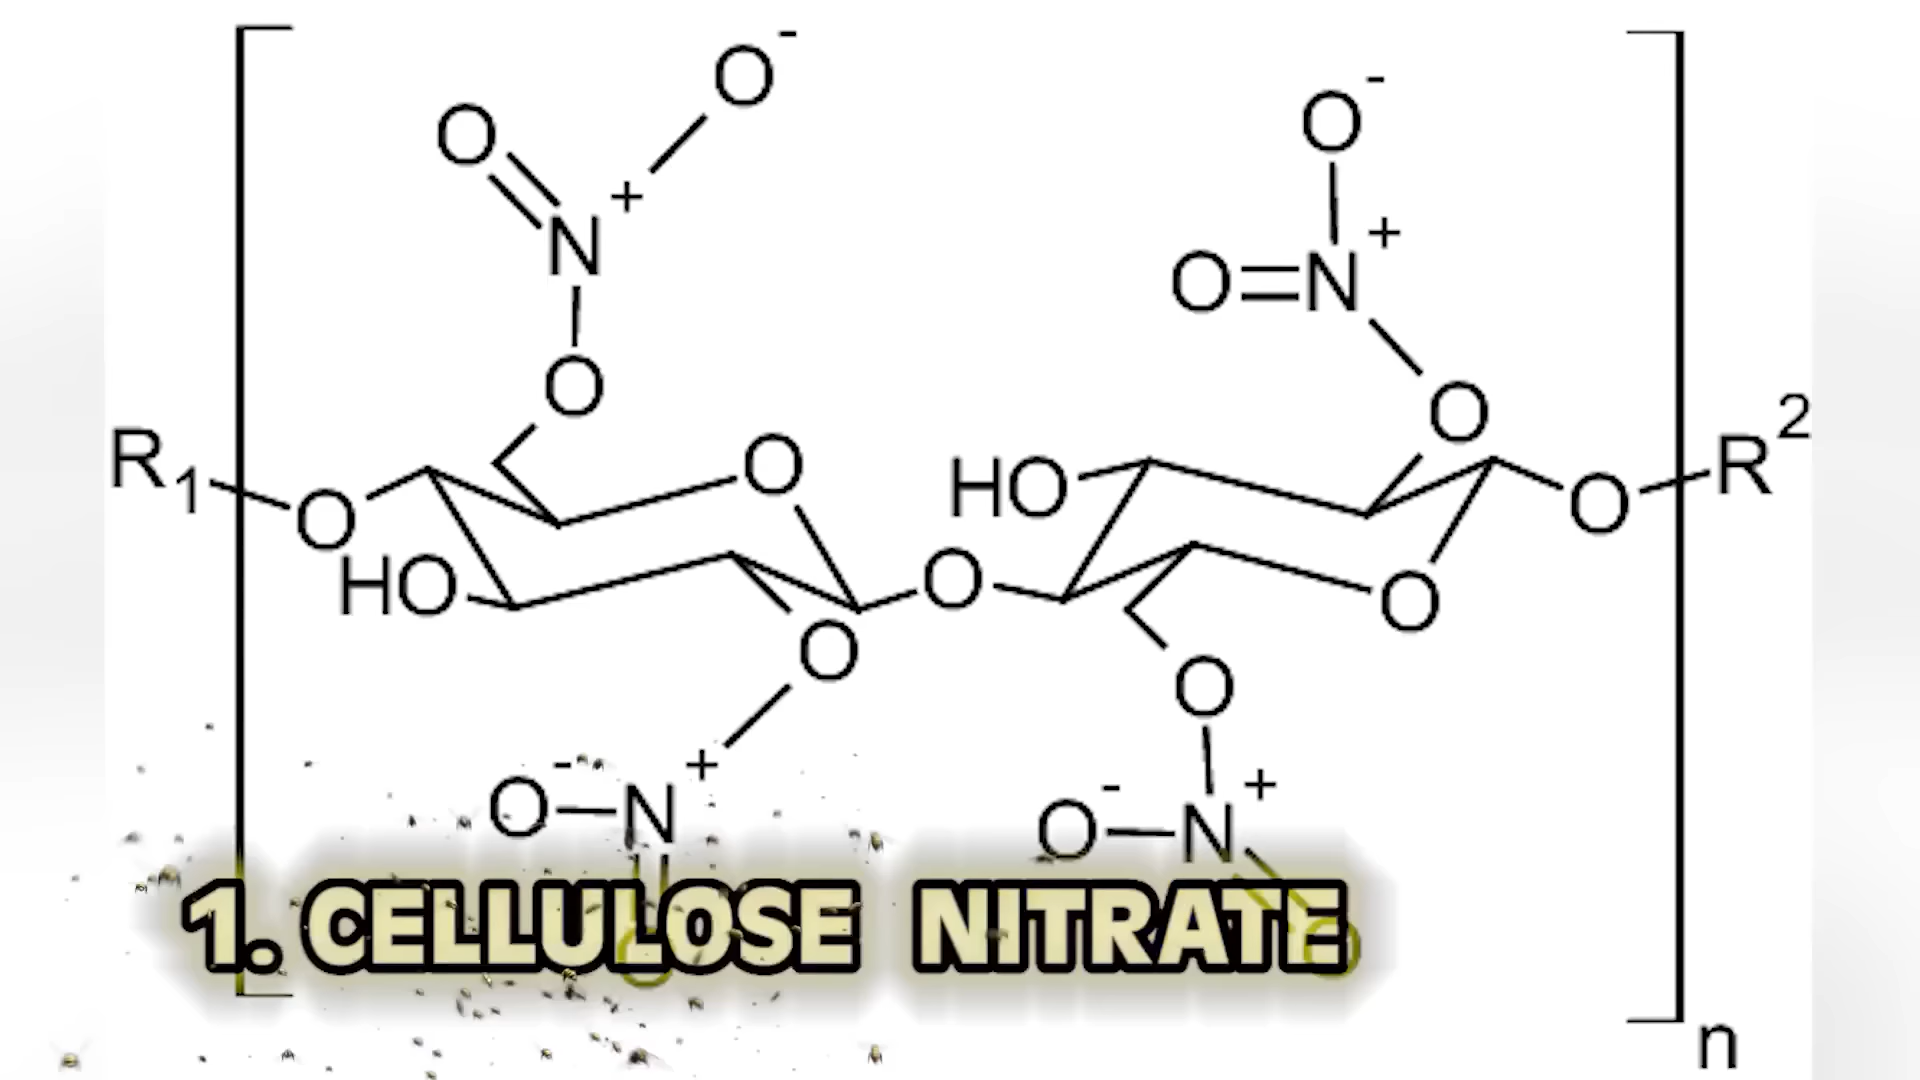 O O⁻ O⁻
N⁺ O=N⁺
O O
R₁ O HO O HO O R²
O O O
O O
O⁻ N⁺ O⁻ N⁺
O O
1. CELLULOSE NITRATE
n